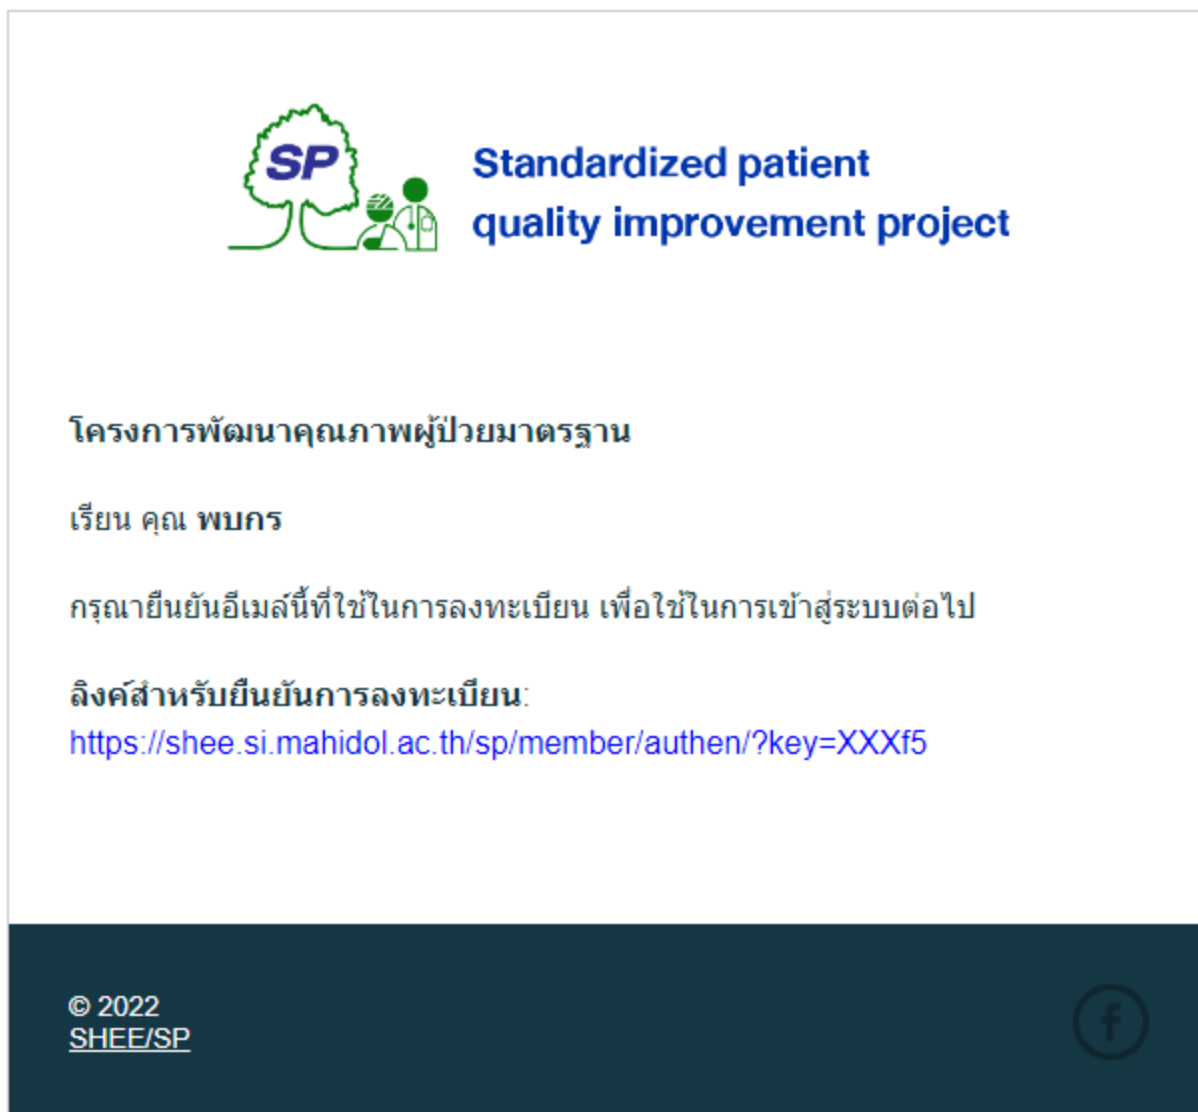 SP
Standardized patient
quality improvement project
โครงการพัฒนาคุณภาพผู้ป่วยมาตรฐาน
เรียน คุณ พบกร
กรุณายืนยันอีเมล์นี้ที่ใช้ในการลงทะเบียน เพื่อใช้ในการเข้าสู่ระบบต่อไป
ลิงค์สำหรับยืนยันการลงทะเบียน:
https://shee.si.mahidol.ac.th/sp/member/authen/?key=XXXf5
© 2022
SHEE/SP